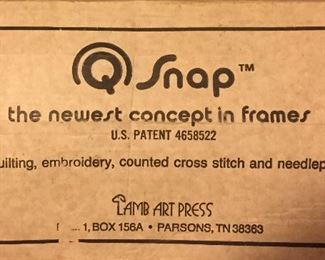 Q Snap™
the newest concept in frames
U.S. PATENT 4658522
uilting, embroidery, counted cross stitch and needlep
LAMB ART PRESS
1, BOX 156A • PARSONS, TN 38363